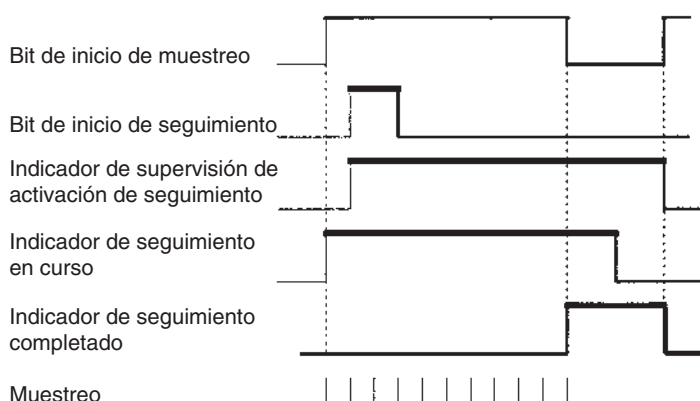 Bit de inicio de muestreo
Bit de inicio de seguimiento
Indicador de supervisión de
activación de seguimiento
Indicador de seguimiento
en curso
Indicador de seguimiento
completado
Muestreo